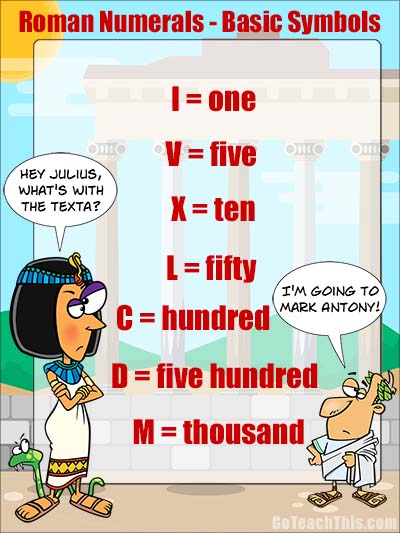 Roman Numerals - Basic Symbols
I = one
V = five
HEY JULIUS,
WHAT'S WITH
THE TEXTA?
X = ten
L = fifty
I'M GOING TO
MARK ANTONY!
C = hundred
D = five hundred
M = thousand
GoTeachThis.com